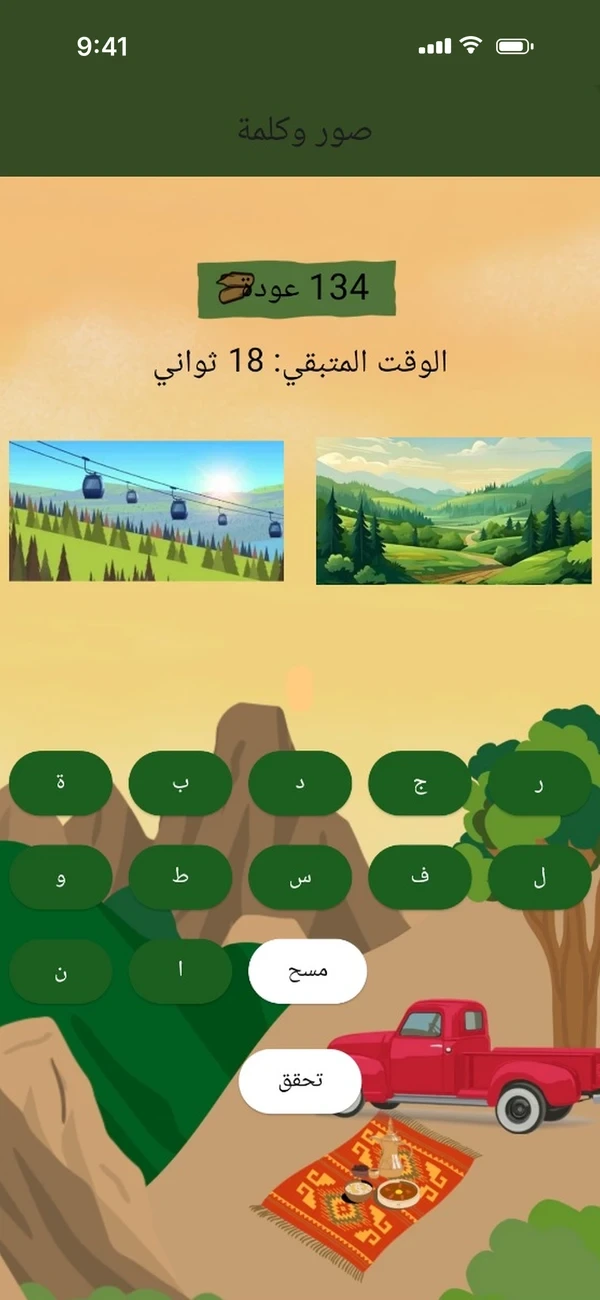 9:41
صور وكلمة
134 عودة
الوقت المتبقي: 18 ثواني
ر ج د ب ة
ل ف س ط و
مسح ا ن
تحقق